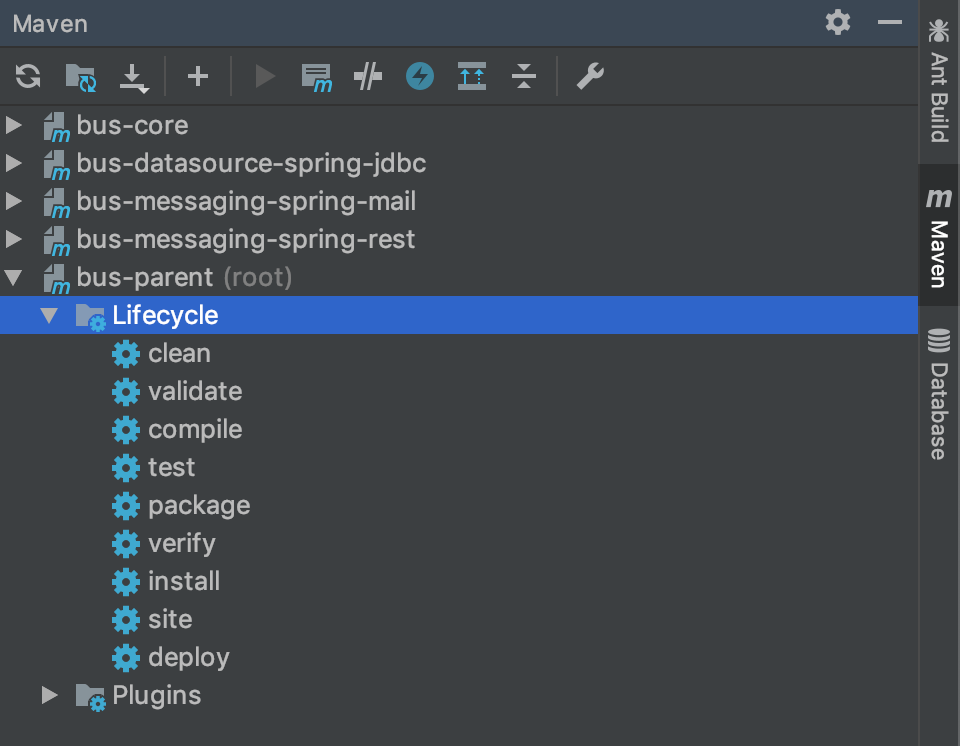 Maven
bus-core
bus-datasource-spring-jdbc
bus-messaging-spring-mail
bus-messaging-spring-rest
bus-parent (root)
Lifecycle
clean
validate
compile
test
package
verify
install
site
deploy
Plugins
Ant Build
m Maven
Database